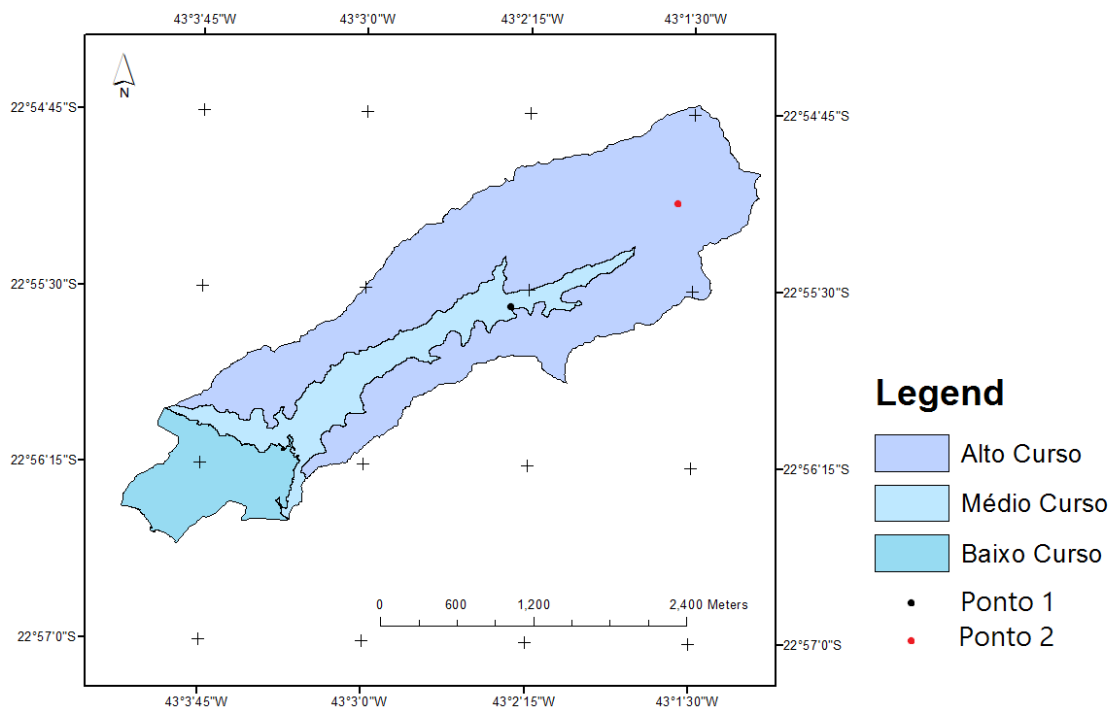 43°3'45"W 43°3'0"W 43°2'15"W 43°1'30"W
N
22°54'45"S 22°54'45"S
22°55'30"S 22°55'30"S
22°56'15"S 22°56'15"S
22°57'0"S 22°57'0"S
0 600 1,200 2,400 Meters
43°3'45"W 43°3'0"W 43°2'15"W 43°1'30"W
Legend
Alto Curso
Médio Curso
Baixo Curso
Ponto 1
Ponto 2